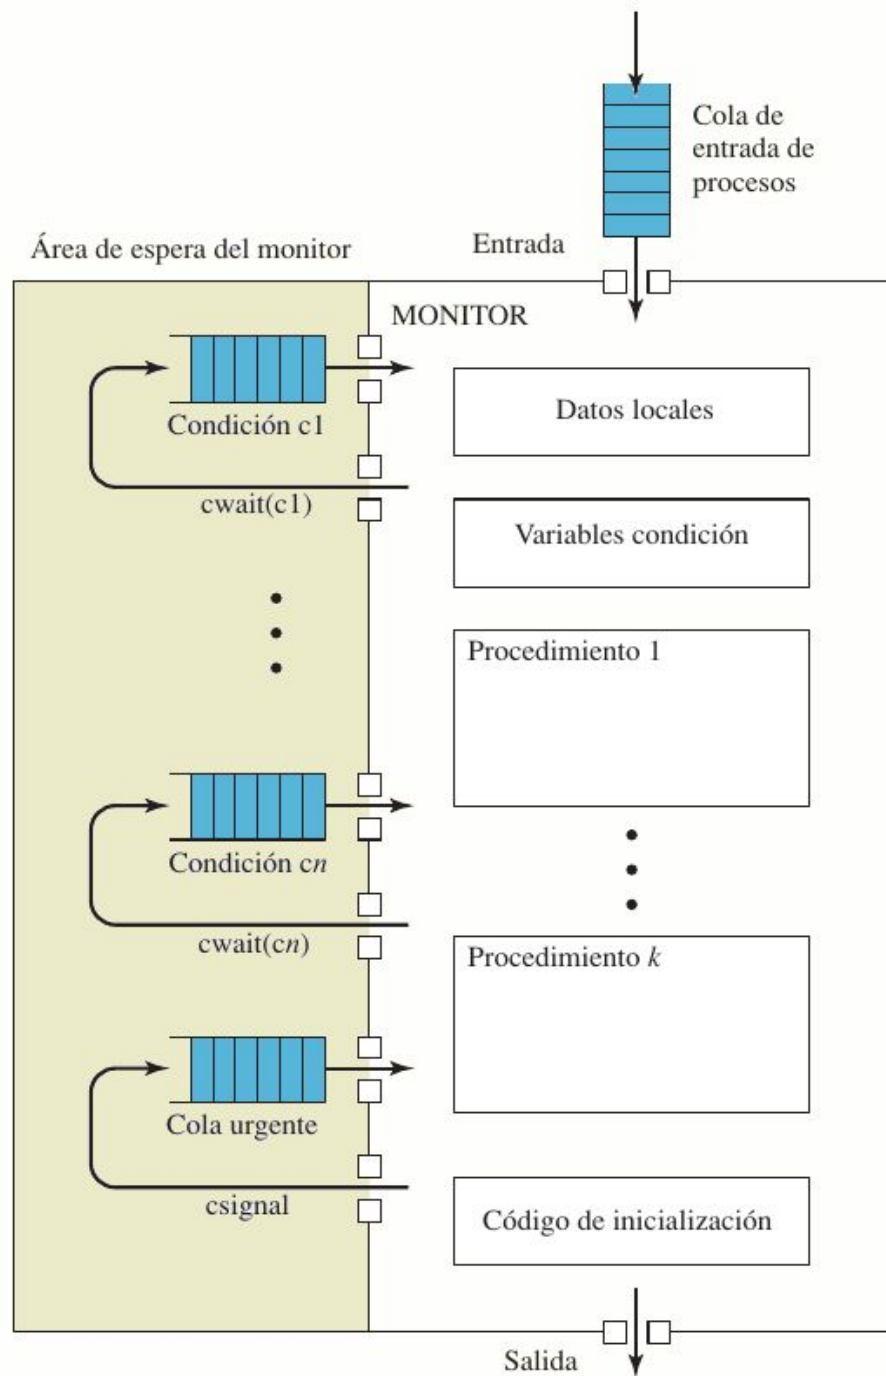 Cola de
entrada de
procesos
Entrada
Área de espera del monitor
MONITOR
Condición c1
cwait(c1)
Datos locales
Variables condición
Procedimiento 1
Condición cn
cwait(cn)
Procedimiento k
Cola urgente
csignal
Código de inicialización
Salida